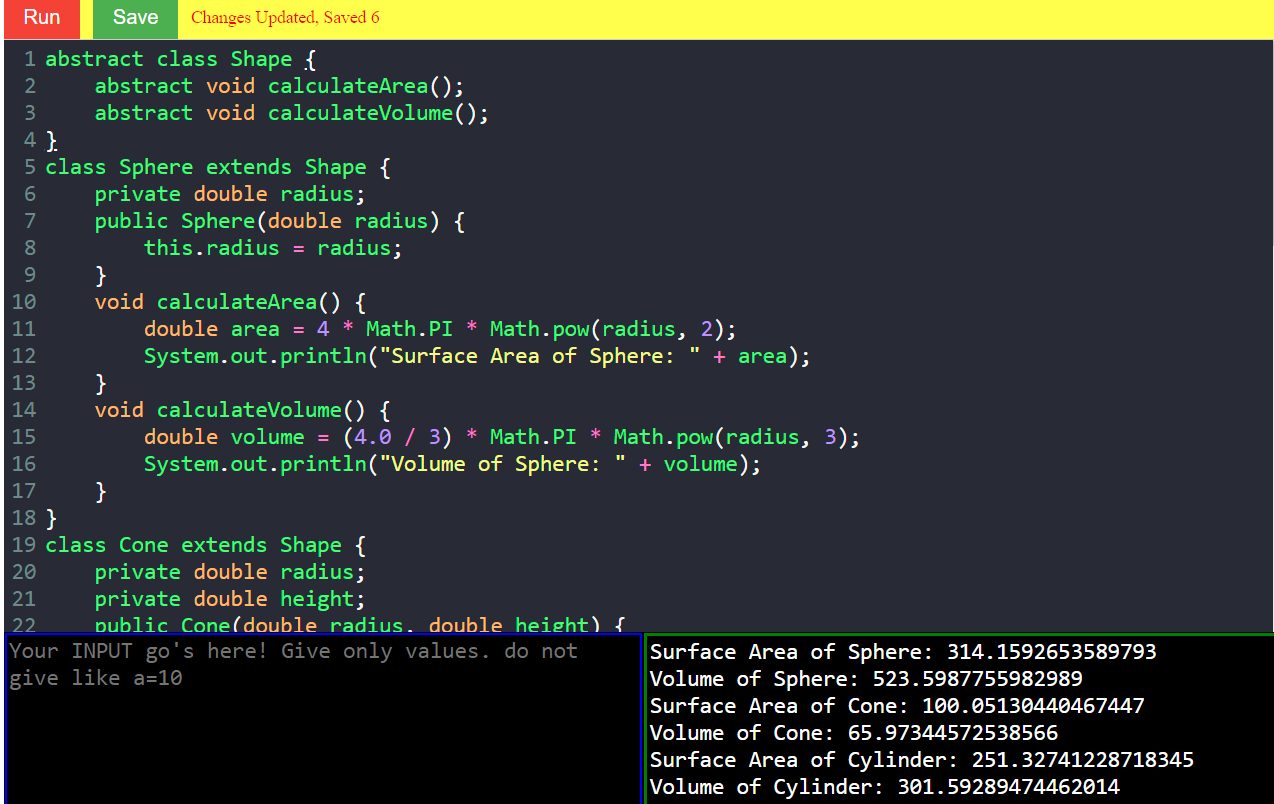 Run Save Changes Updated, Saved 6
1 abstract class Shape {
2     abstract void calculateArea();
3     abstract void calculateVolume();
4 }
5 class Sphere extends Shape {
6     private double radius;
7     public Sphere(double radius) {
8         this.radius = radius;
9     }
10     void calculateArea() {
11         double area = 4 * Math.PI * Math.pow(radius, 2);
12         System.out.println("Surface Area of Sphere: " + area);
13     }
14     void calculateVolume() {
15         double volume = (4.0 / 3) * Math.PI * Math.pow(radius, 3);
16         System.out.println("Volume of Sphere: " + volume);
17     }
18 }
19 class Cone extends Shape {
20     private double radius;
21     private double height;
22     public Cone(double radius, double height) {
Your INPUT go's here! Give only values. do not
give like a=10
Surface Area of Sphere: 314.1592653589793
Volume of Sphere: 523.5987755982989
Surface Area of Cone: 100.05130440467447
Volume of Cone: 65.97344572538566
Surface Area of Cylinder: 251.32741228718345
Volume of Cylinder: 301.59289474462014